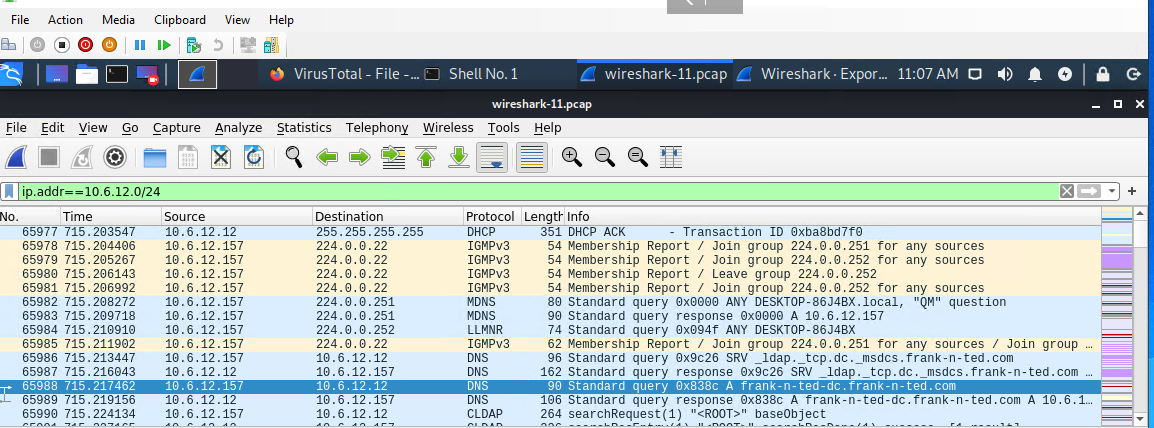 File Action Media Clipboard View Help
VirusTotal - File -... Shell No. 1 wireshark-11.pcap Wireshark · Expor... 11:07 AM
wireshark-11.pcap
File Edit View Go Capture Analyze Statistics Telephony Wireless Tools Help
ip.addr==10.6.12.0/24
No. Time Source Destination Protocol Length Info
65977 715.203547 10.6.12.12 255.255.255.255 DHCP 351 DHCP ACK - Transaction ID 0xba8bd7f0
65978 715.204406 10.6.12.157 224.0.0.22 IGMPv3 54 Membership Report / Join group 224.0.0.251 for any sources
65979 715.205267 10.6.12.157 224.0.0.22 IGMPv3 54 Membership Report / Join group 224.0.0.252 for any sources
65980 715.206143 10.6.12.157 224.0.0.22 IGMPv3 54 Membership Report / Leave group 224.0.0.252
65981 715.206992 10.6.12.157 224.0.0.22 IGMPv3 54 Membership Report / Join group 224.0.0.252 for any sources
65982 715.208272 10.6.12.157 224.0.0.251 MDNS 80 Standard query 0x0000 ANY DESKTOP-86J4BX.local, "QM" question
65983 715.209718 10.6.12.157 224.0.0.251 MDNS 90 Standard query response 0x0000 A 10.6.12.157
65984 715.210910 10.6.12.157 224.0.0.252 LLMNR 74 Standard query 0x094f ANY DESKTOP-86J4BX
65985 715.211902 10.6.12.157 224.0.0.22 IGMPv3 62 Membership Report / Join group 224.0.0.251 for any sources / Join group ...
65986 715.213447 10.6.12.157 10.6.12.12 DNS 96 Standard query 0x9c26 SRV _ldap._tcp.dc._msdcs.frank-n-ted.com
65987 715.216043 10.6.12.12 10.6.12.157 DNS 162 Standard query response 0x9c26 SRV _ldap._tcp.dc._msdcs.frank-n-ted.com ...
65988 715.217462 10.6.12.157 10.6.12.12 DNS 90 Standard query 0x838c A frank-n-ted-dc.frank-n-ted.com
65989 715.219156 10.6.12.12 10.6.12.157 DNS 106 Standard query response 0x838c A frank-n-ted-dc.frank-n-ted.com A 10.6.1...
65990 715.224134 10.6.12.157 10.6.12.12 CLDAP 264 searchRequest(1) "<ROOT>" baseObject